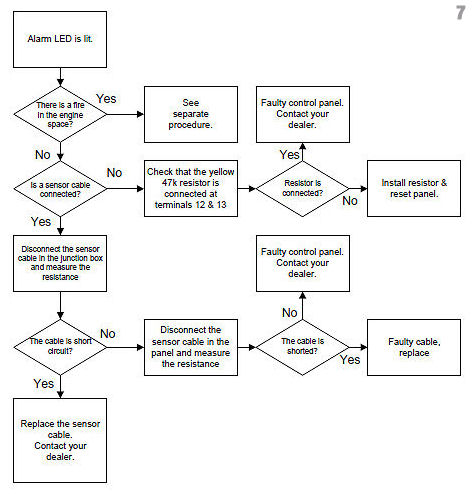 7
Alarm LED is lit.
There is a fire
in the engine
space?
Yes
See
separate
procedure.
Faulty control panel.
Contact your
dealer.
No
Yes
Is a sensor cable
connected?
No
Check that the yellow
47k resistor is
connected at
terminals 12 & 13
Resistor is
connected?
No
Install resistor &
reset panel.
Yes
Disconnect the sensor
cable in the junction box
and measure the
resistance
Faulty control panel.
Contact your
dealer.
No
The cable is short
circuit?
No
Disconnect the
sensor cable in the
panel and measure
the resistance
The cable is
shorted?
Yes
Faulty cable,
replace
Yes
Replace the sensor
cable.
Contact your
dealer.